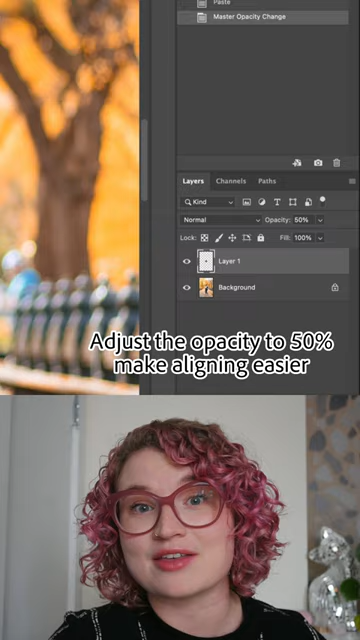 Paste
Master Opacity Change
Layers Channels Paths
Kind
Normal Opacity: 50%
Lock: Fill: 100%
Layer 1
Background
Adjust the opacity to 50%
make aligning easier